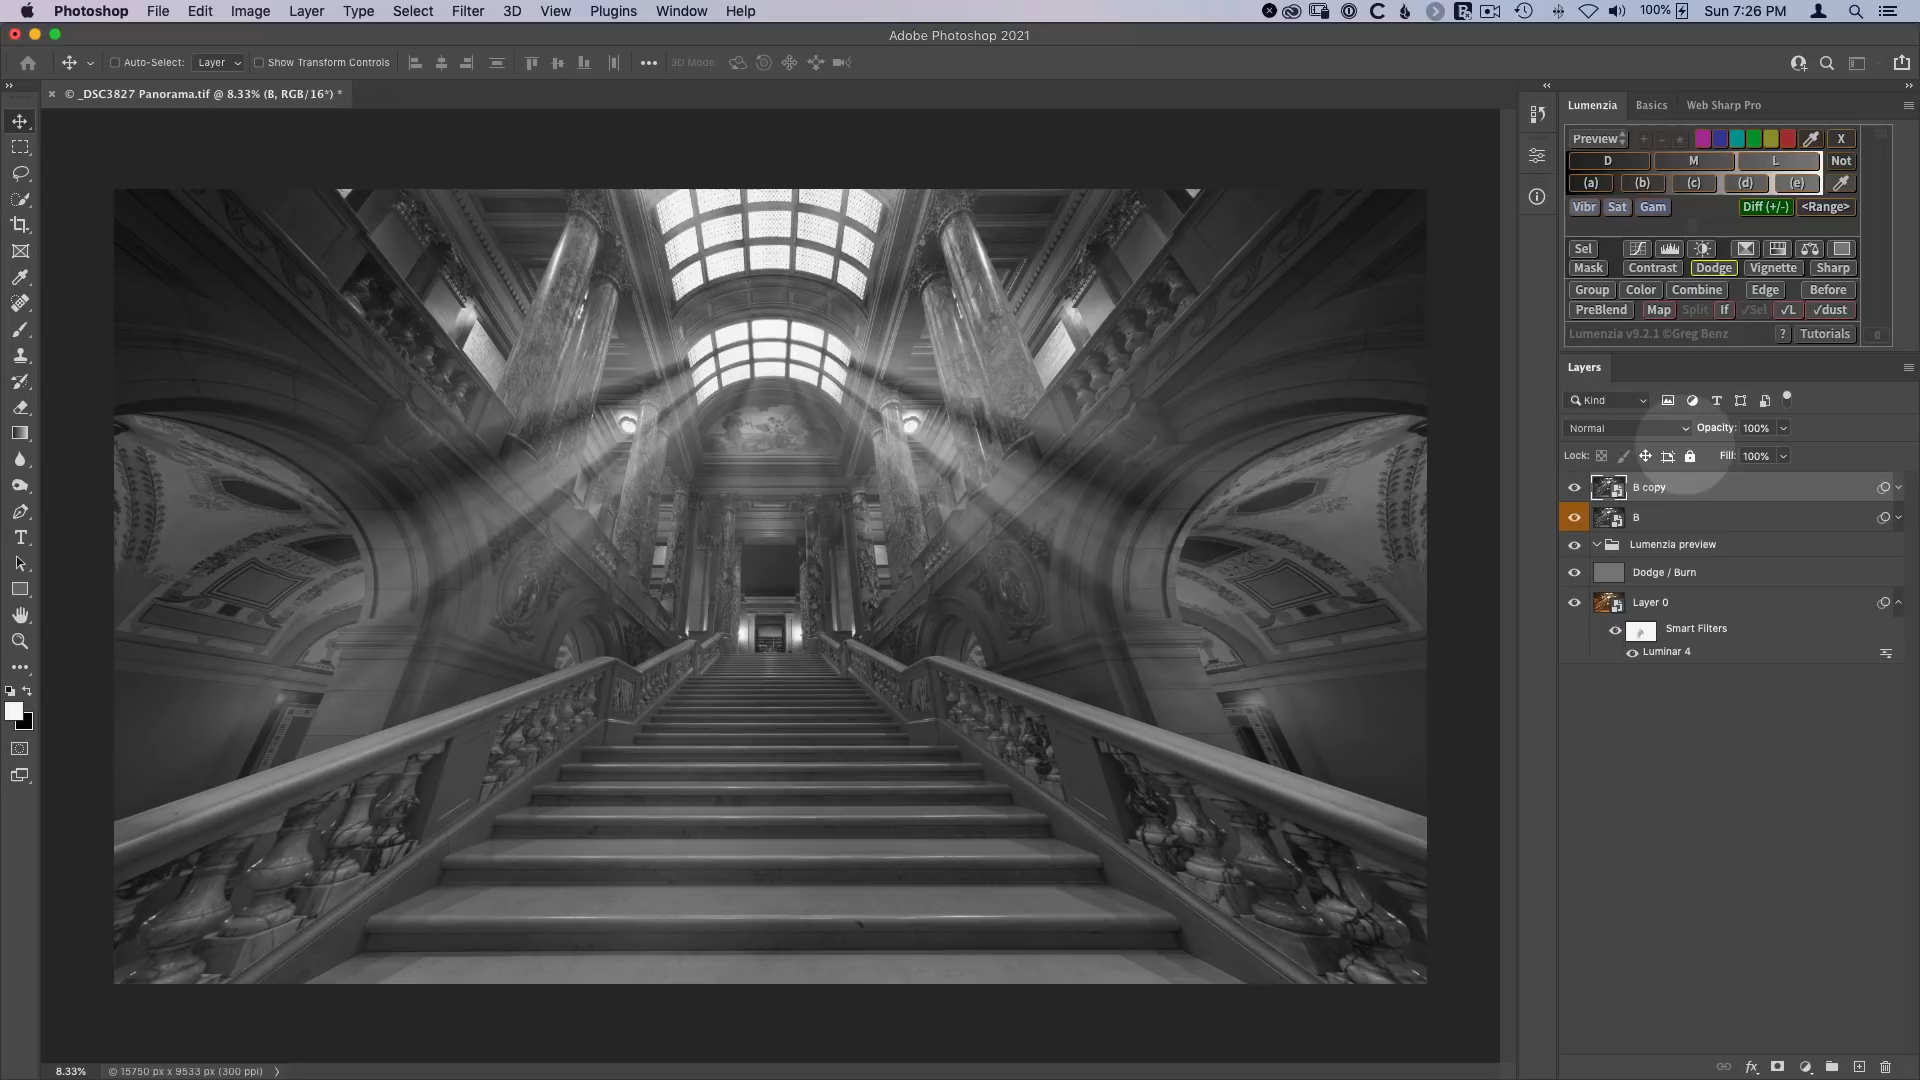 Photoshop File Edit Image Layer Type Select Filter 3D View Plugins Window Help 100% Sun 7:26 PM
Adobe Photoshop 2021
Auto-Select: Layer Show Transform Controls ••• 3D Mode:
× © _DSC3827 Panorama.tif @ 8.33% (B, RGB/16*) *
Lumenzia Basics Web Sharp Pro
Preview + - * X
D M L Not
(a) (b) (c) (d) (e)
Vibr Sat Gam Diff (+/-) <Range>
Sel
Mask Contrast Dodge Vignette Sharp
Group Color Combine Edge Before
PreBlend Map Split If ✓Sel ✓L ✓dust
Lumenzia v9.2.1 ©Greg Benz ? Tutorials
Layers
Kind
Normal Opacity: 100%
Lock: Fill: 100%
B copy
B
Lumenzia preview
Dodge / Burn
Layer 0
Smart Filters
Luminar 4
8.33% © 15750 px x 9533 px (300 ppi) >
fx